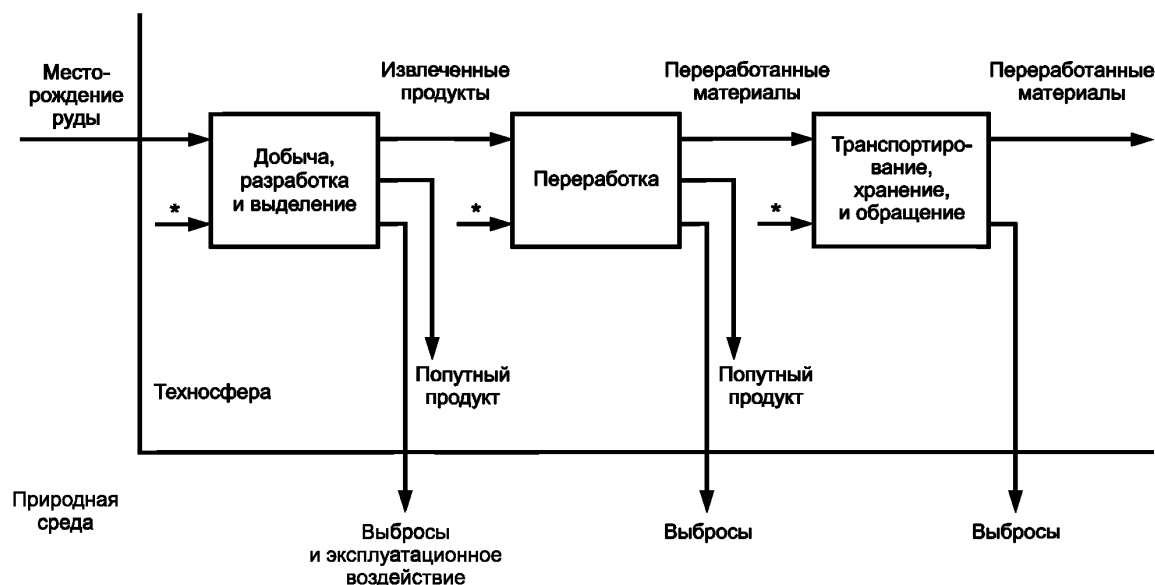 Место-
рождение
руды
Извлеченные
продукты
Переработанные
материалы
Переработанные
материалы
Добыча,
разработка
и выделение
Переработка
Транспортиро-
вание,
хранение,
и обращение
*
*
*
Попутный
продукт
Попутный
продукт
Техносфера
Природная
среда
Выбросы
и эксплуатационное
воздействие
Выбросы
Выбросы